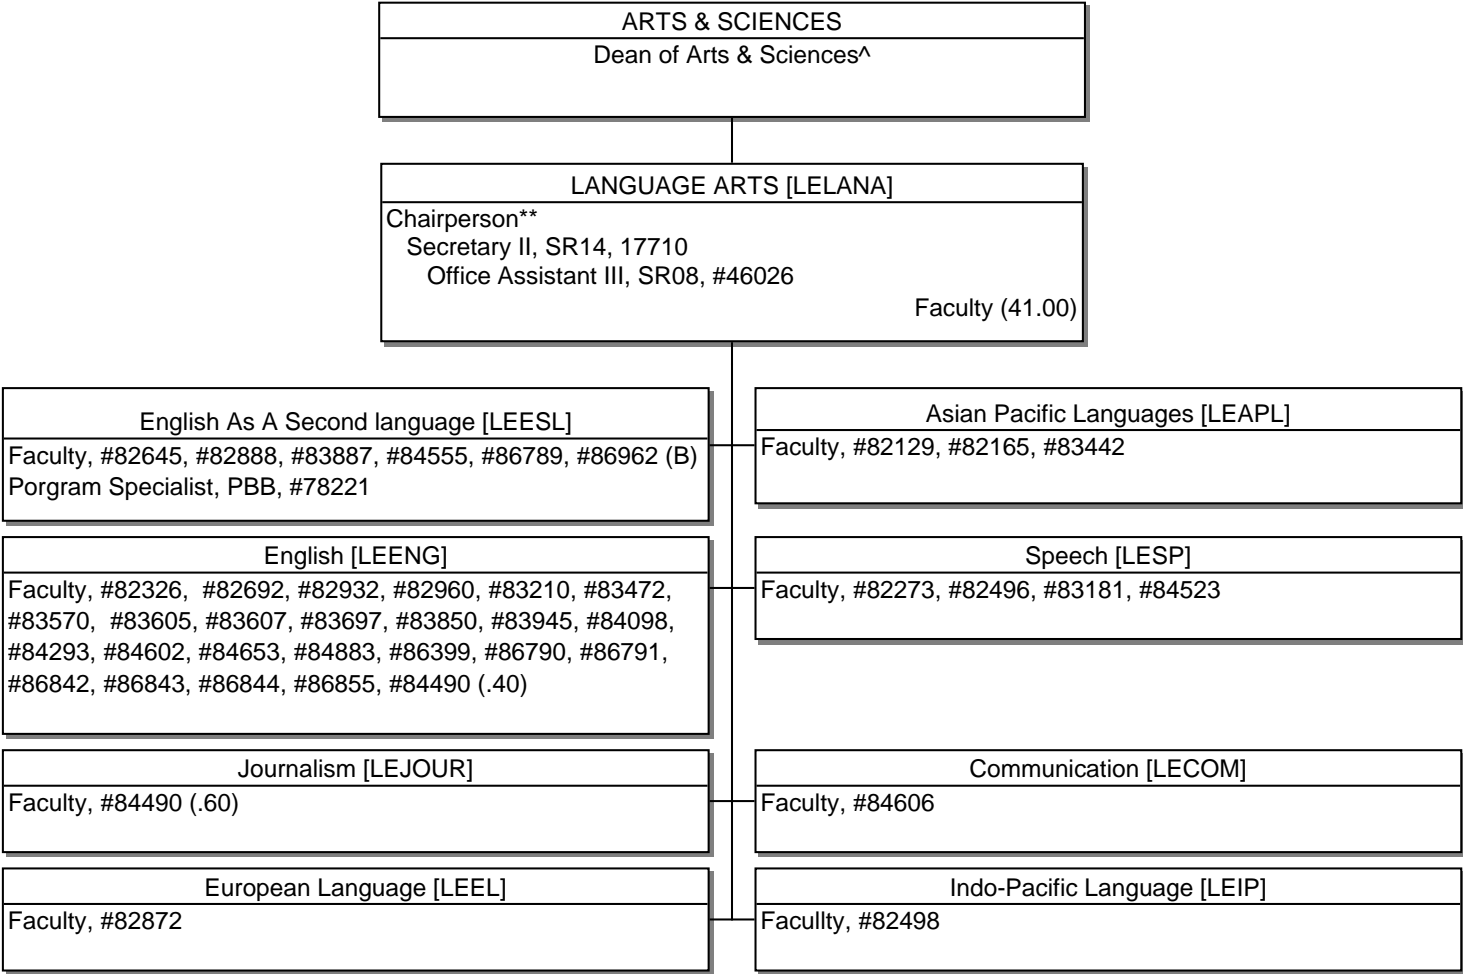 ARTS & SCIENCES
Dean of Arts & Sciences^
LANGUAGE ARTS [LELANA]
Chairperson**
Secretary II, SR14, 17710
Office Assistant III, SR08, #46026
Faculty (41.00)
English As A Second language [LEESL]
Faculty, #82645, #82888, #83887, #84555, #86789, #86962 (B)
Porgram Specialist, PBB, #78221
Asian Pacific Languages [LEAPL]
Faculty, #82129, #82165, #83442
English [LEENG]
Faculty, #82326,  #82692, #82932, #82960, #83210, #83472,
#83570,  #83605, #83607, #83697, #83850, #83945, #84098,
#84293, #84602, #84653, #84883, #86399, #86790, #86791,
#86842, #86843, #86844, #86855, #84490 (.40)
Speech [LESP]
Faculty, #82273, #82496, #83181, #84523
Journalism [LEJOUR]
Faculty, #84490 (.60)
Communication [LECOM]
Faculty, #84606
European Language [LEEL]
Faculty, #82872
Indo-Pacific Language [LEIP]
Facullty, #82498